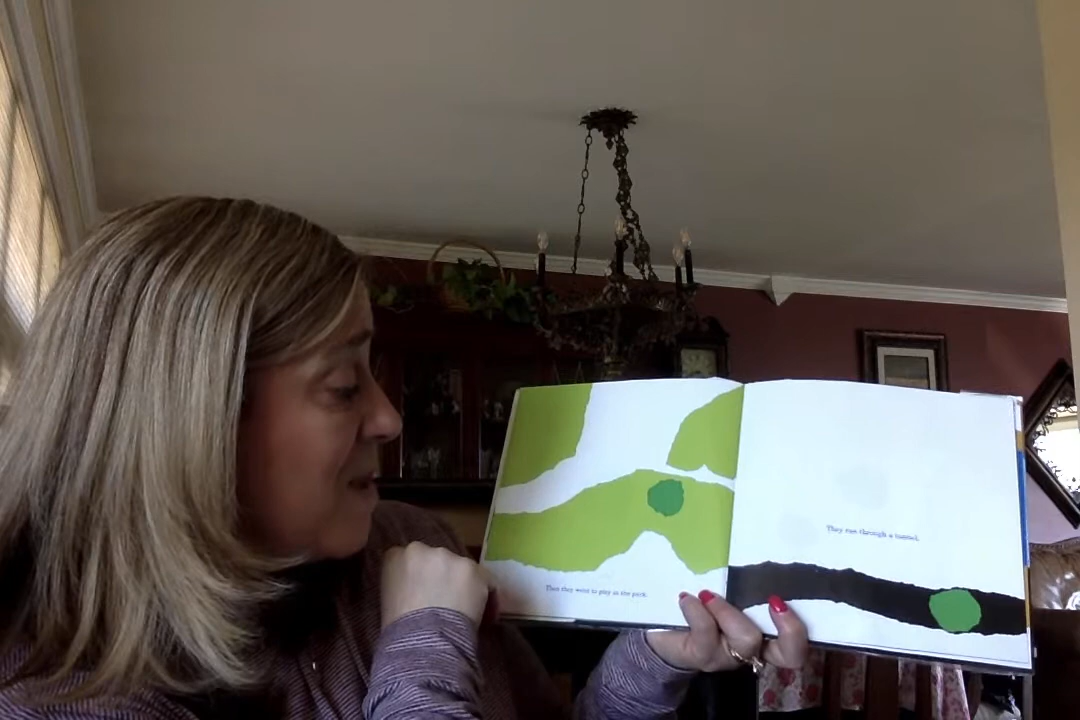 Then they went to play in the park.
They ran through a tunnel.